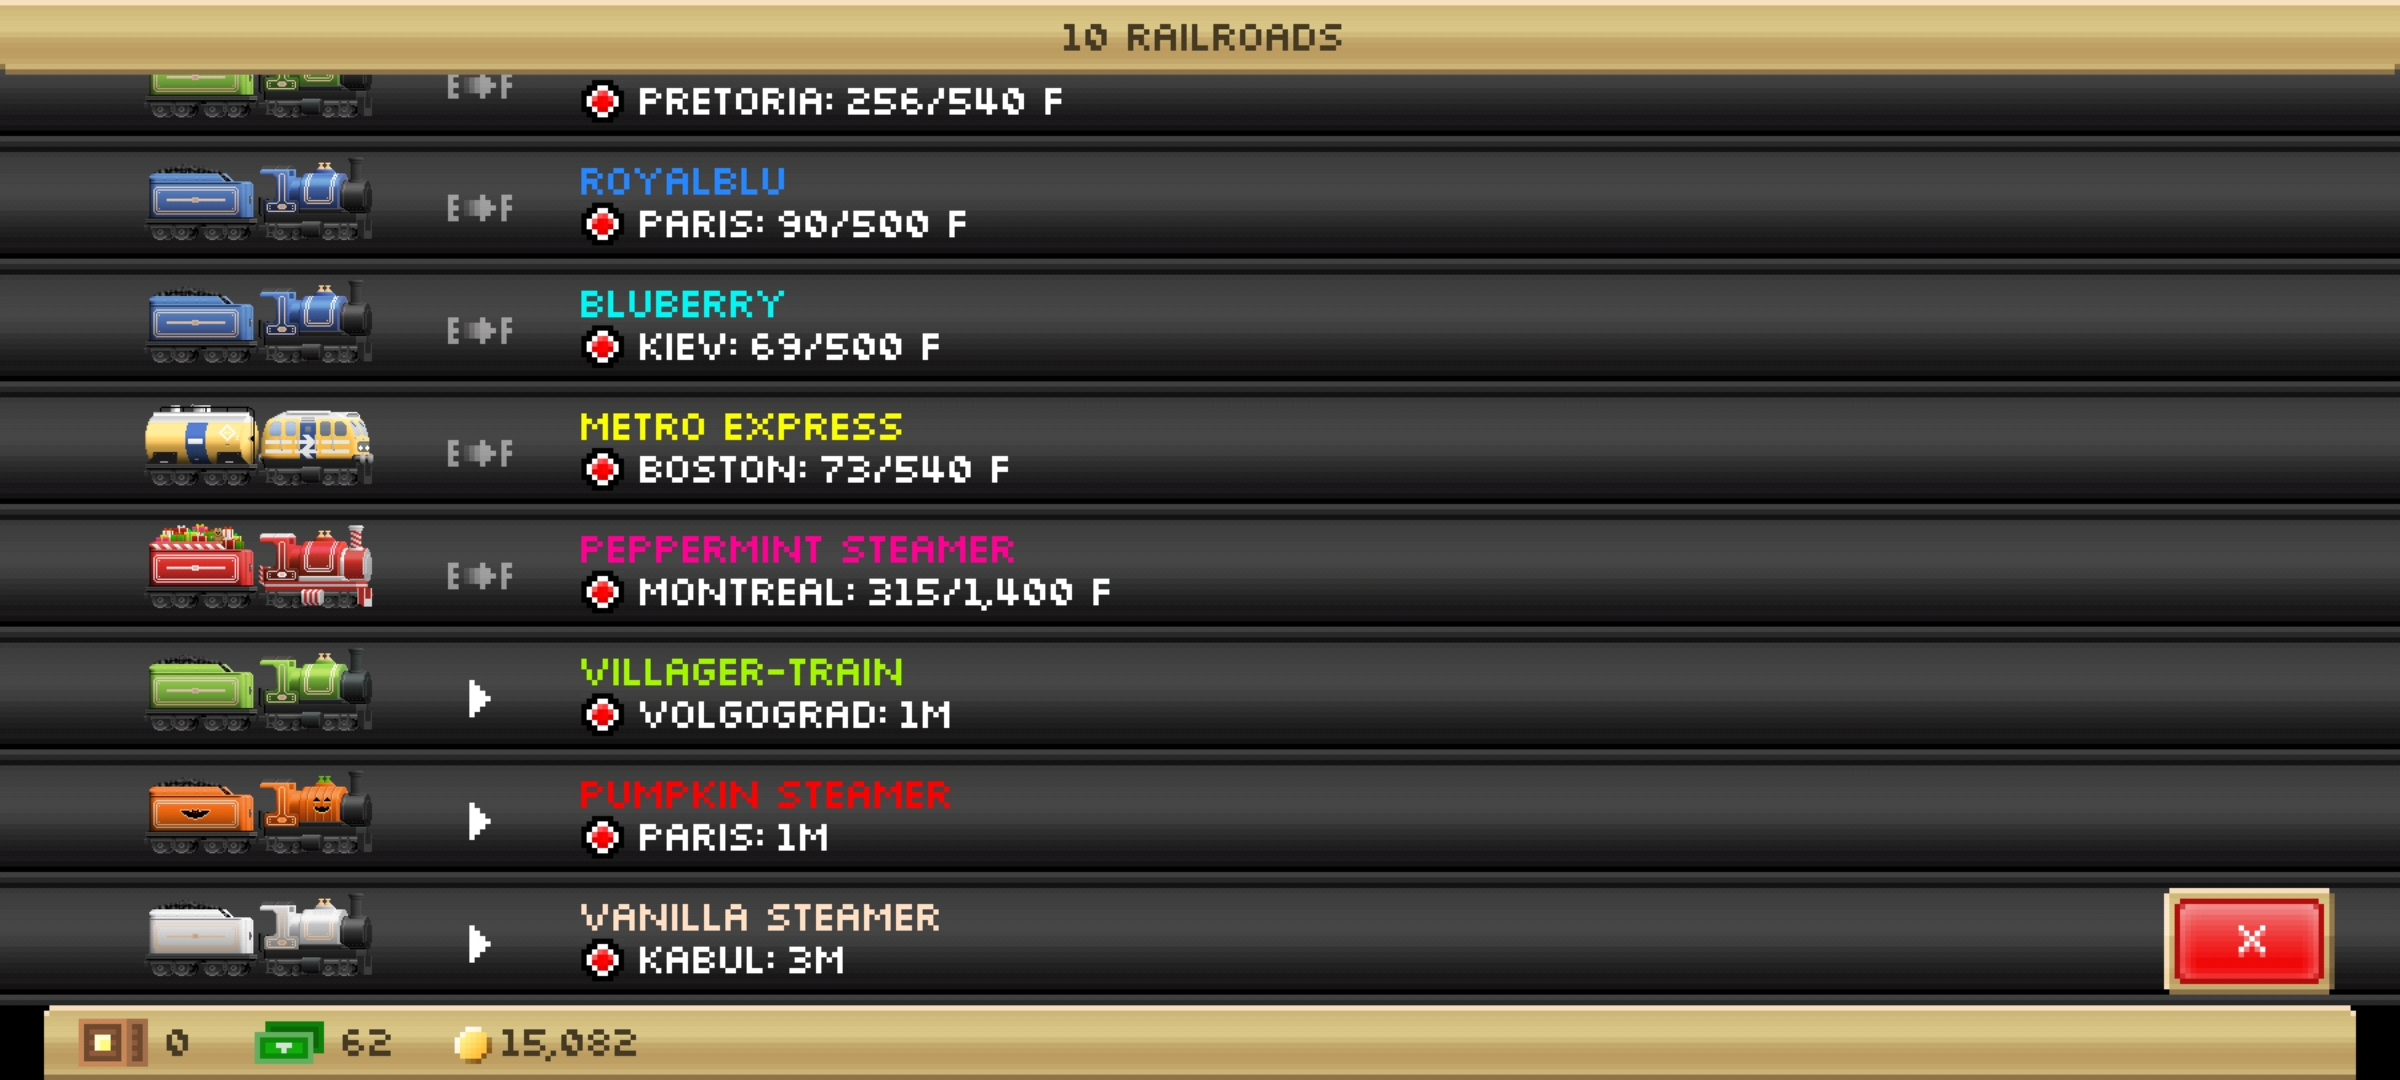 10 RAILROADS
E F
PRETORIA: 256/540 F
ROYALBLU
E F
PARIS: 90/500 F
BLUBERRY
E F
KIEV: 69/500 F
METRO EXPRESS
E F
BOSTON: 73/540 F
PEPPERMINT STEAMER
E F
MONTREAL: 315/1,400 F
VILLAGER-TRAIN
VOLGOGRAD: 1M
PUMPKIN STEAMER
PARIS: 1M
VANILLA STEAMER
KABUL: 3M
X
0 62 15,082